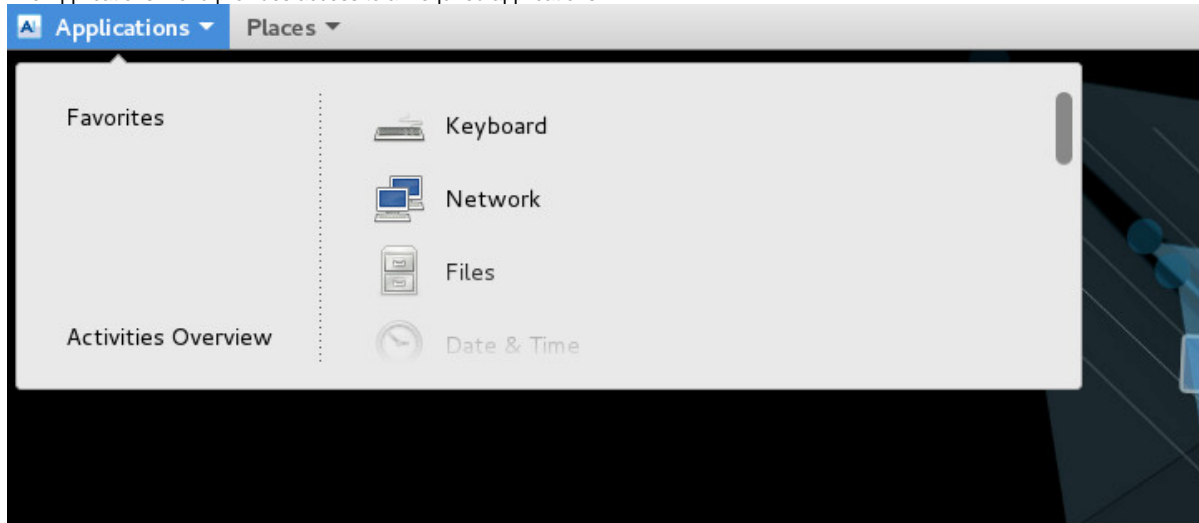 Applications
Places
Favorites
Keyboard
Network
Files
Activities Overview
Date & Time